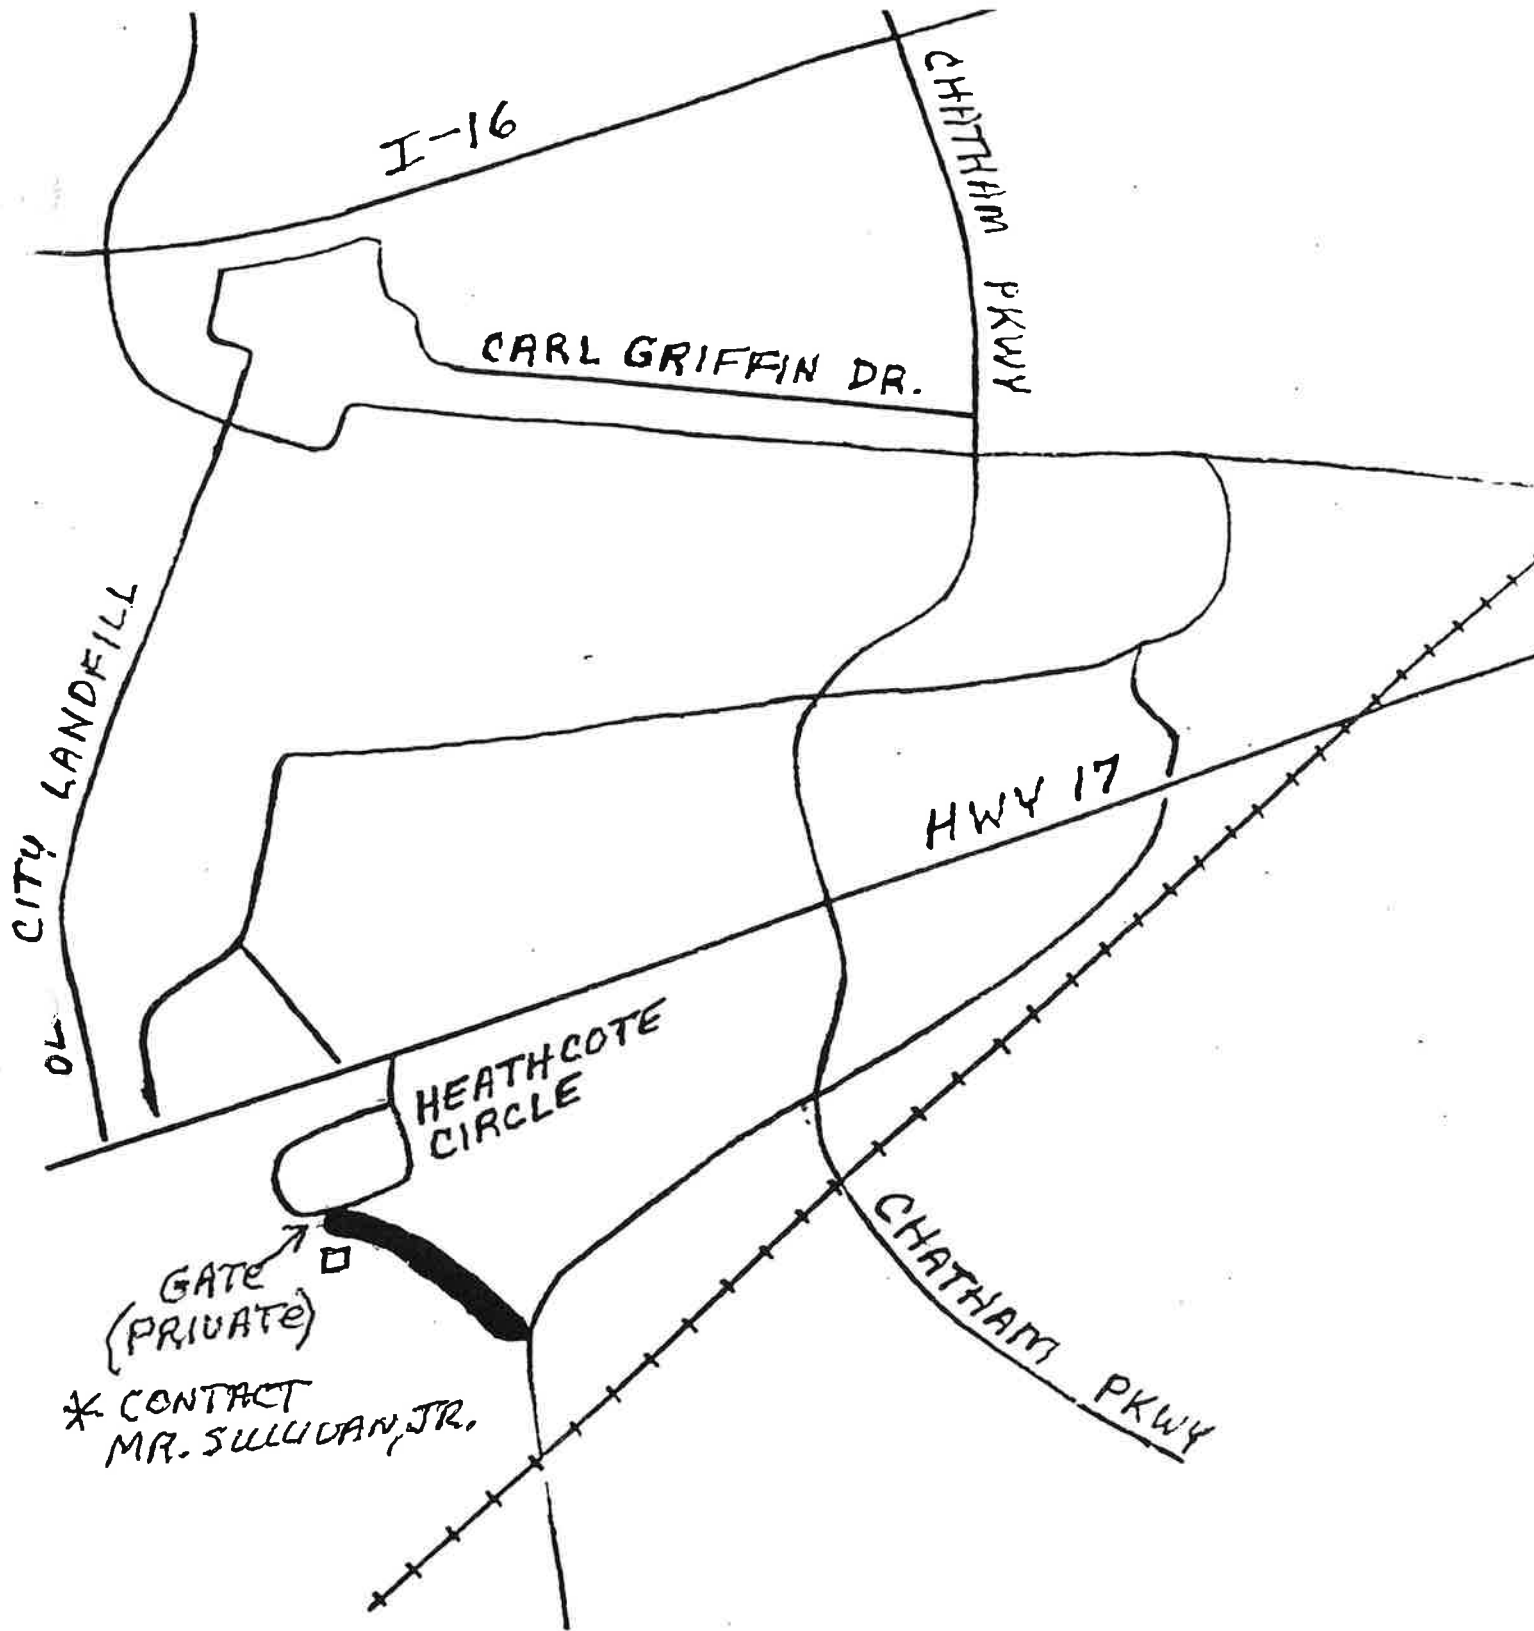 I-16
CHATHAM PKWY
CARL GRIFFIN DR.
OL CITY LANDFILL
HWY 17
HEATHCOTE
CIRCLE
GATE
(PRIVATE)
* CONTACT
MR. SULLIVAN, JR.
CHATHAM PKWY